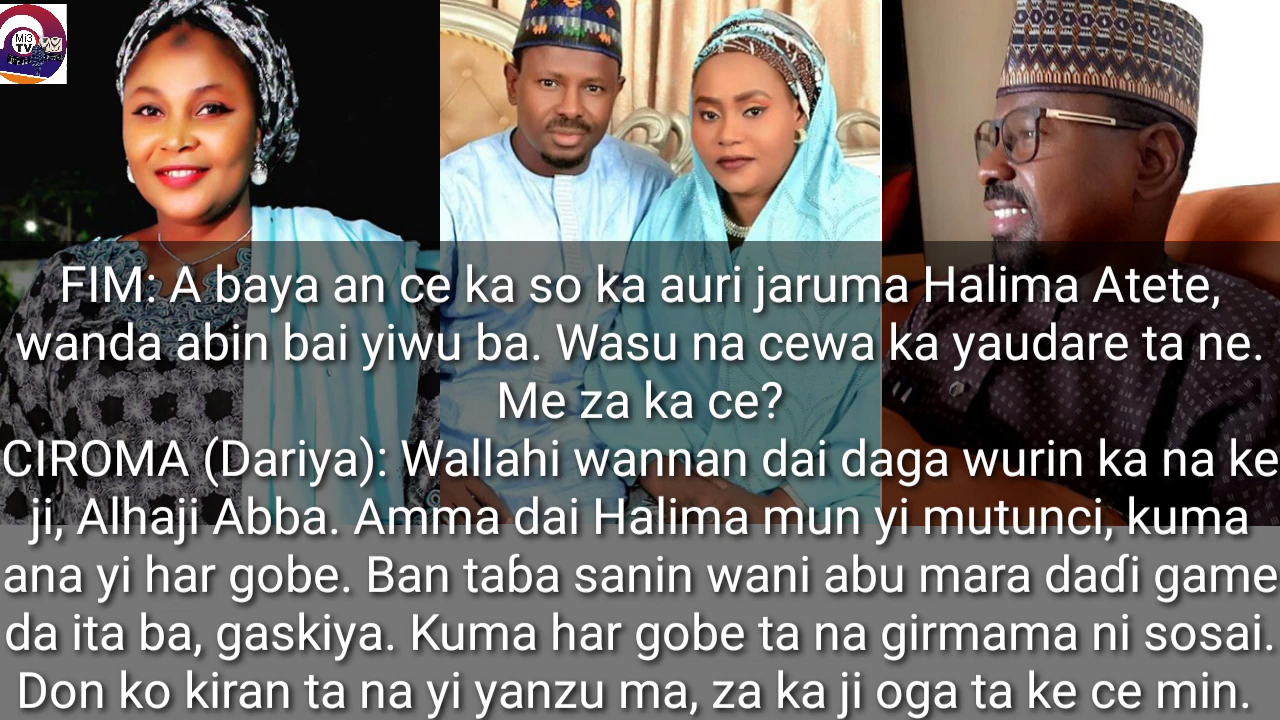 Mi3
TV
FIM: A baya an ce ka so ka auri jaruma Halima Atete,
wanda abin bai yiwu ba. Wasu na cewa ka yaudare ta ne.
Me za ka ce?
CIROMA (Dariya): Wallahi wannan dai daga wurin ka na ke
ji, Alhaji Abba. Amma dai Halima mun yi mutunci, kuma
ana yi har gobe. Ban taɓa sanin wani abu mara daɗi game
da ita ba, gaskiya. Kuma har gobe ta na girmama ni sosai.
Don ko kiran ta na yi yanzu ma, za ka ji oga ta ke ce min.